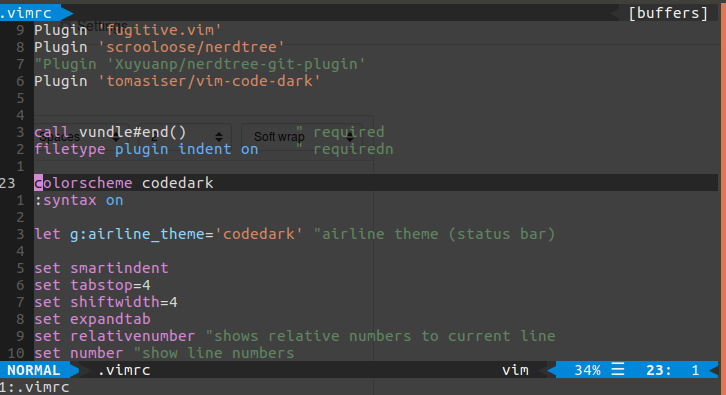 .vimrc Settings [buffers]
9 Plugin 'fugitive.vim'
8 Plugin 'scrooloose/nerdtree'
7 "Plugin 'Xuyuanp/nerdtree-git-plugin'
6 Plugin 'tomasiser/vim-code-dark'
5
4
3 call vundle#end() " required
Spaces Soft wrap
2 filetype plugin indent on " requiredn
1
23 colorscheme codedark
1 :syntax on
2
3 let g:airline_theme='codedark' "airline theme (status bar)
4
5 set smartindent
6 set tabstop=4
7 set shiftwidth=4
8 set expandtab
9 set relativenumber "shows relative numbers to current line
10 set number "show line numbers
NORMAL .vimrc vim 34% ☰ 23: 1
1:.vimrc